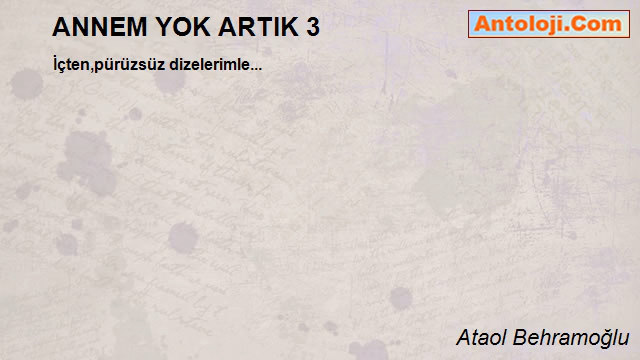 ANNEM YOK ARTIK 3
Antoloji.Com
İçten,pürüzsüz dizelerimle...
Ataol Behramoğlu